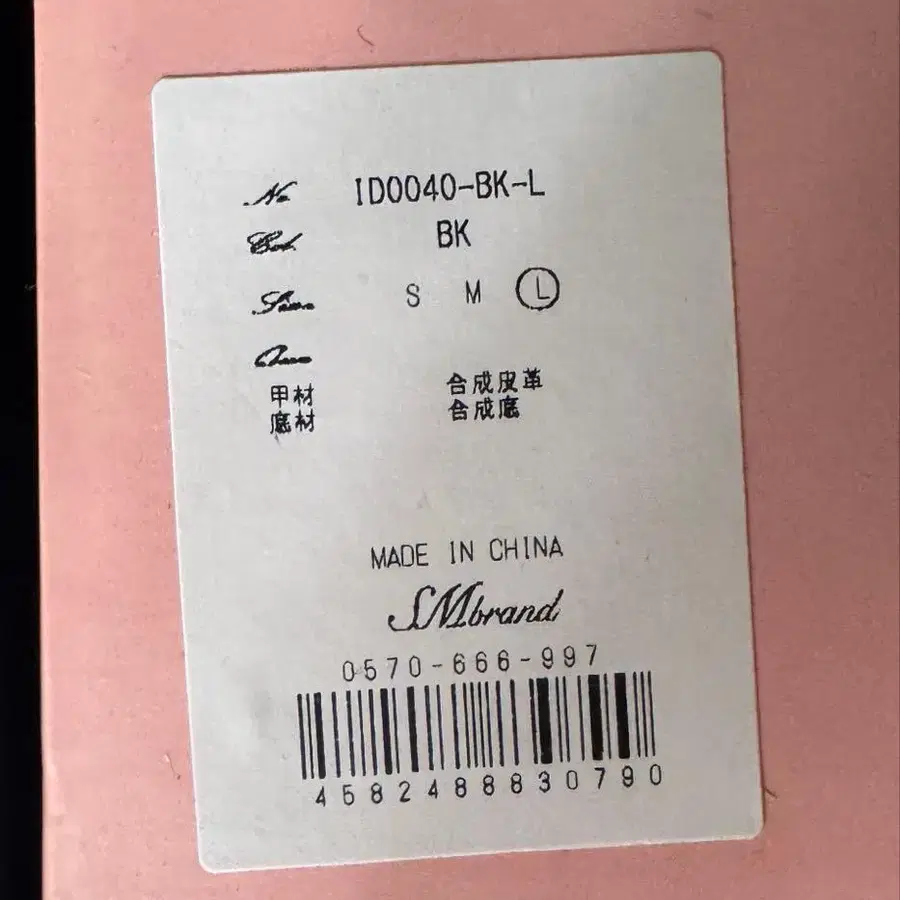 No. ID0040-BK-L
Col. BK
Size S M L
甲材 合成皮革
底材 合成底
MADE IN CHINA
SMbrand
0570-666-997
4582488830790